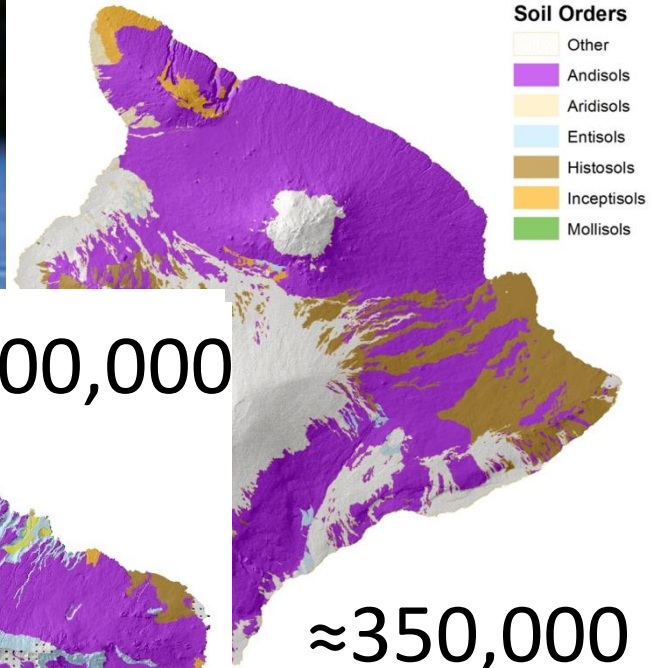 Soil Orders
Other
Andisols
Aridisols
Entisols
Histosols
Inceptisols
Mollisols
00,000
≈350,000